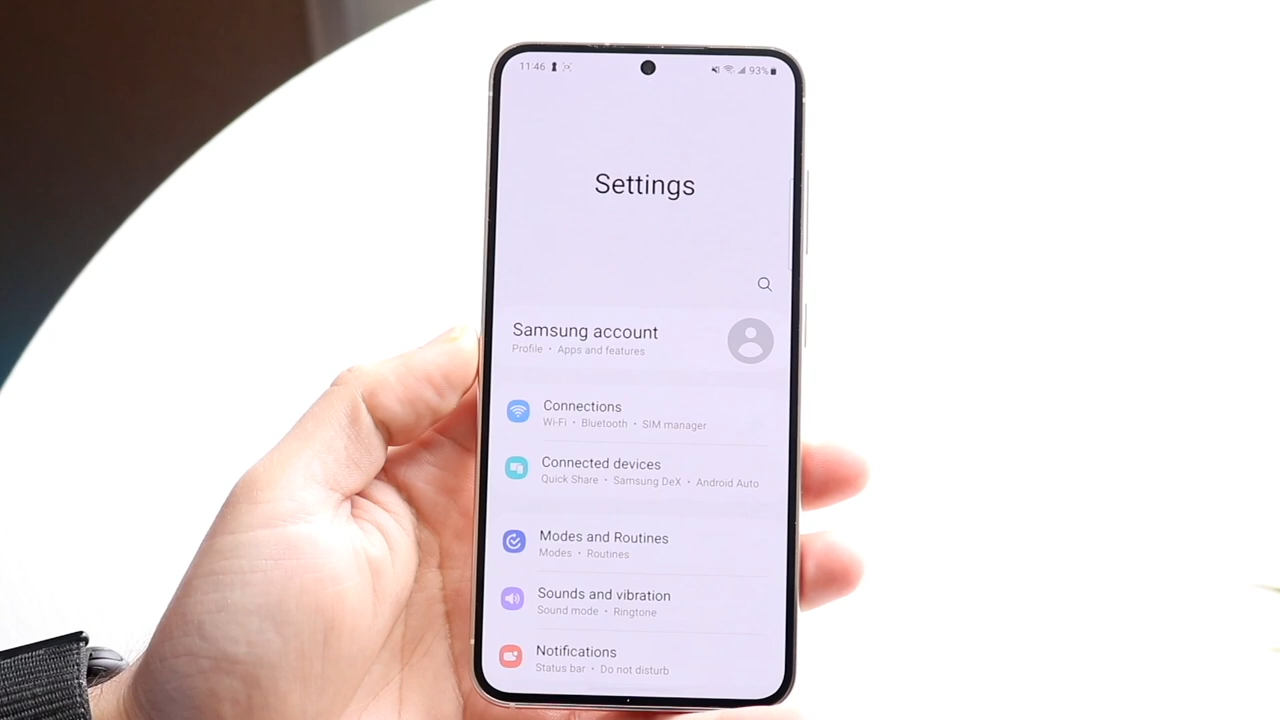 11:46 93%
Settings
Samsung account
Profile • Apps and features
Connections
Wi-Fi • Bluetooth • SIM manager
Connected devices
Quick Share • Samsung DeX • Android Auto
Modes and Routines
Modes • Routines
Sounds and vibration
Sound mode • Ringtone
Notifications
Status bar • Do not disturb